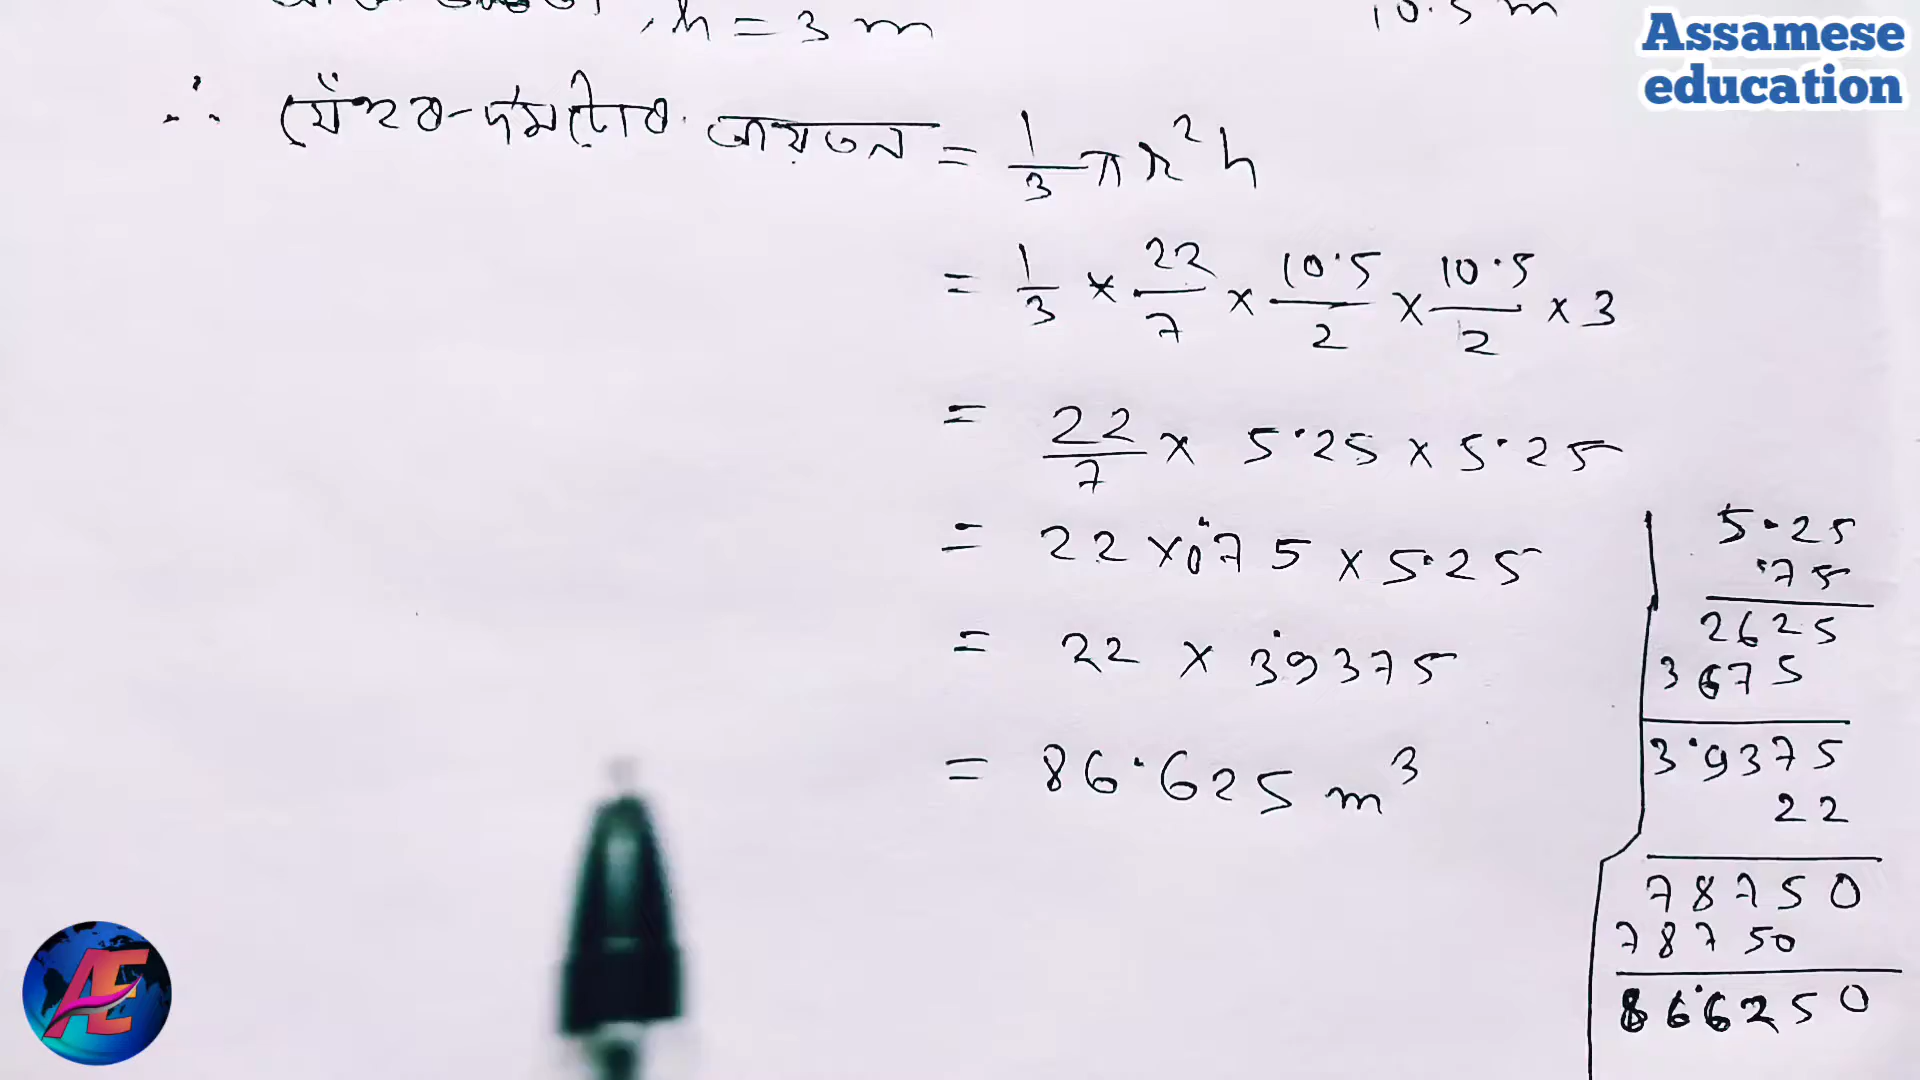 , h = 3 m
10.5 m
Assamese
education
∴ ঘেঁহুৰ-দমটোৰ আয়তন = 1/3 π r² h
= 1/3 × 22/7 × 10.5/2 × 10.5/2 × 3
= 22/7 × 5.25 × 5.25
= 22 × 0.75 × 5.25
= 22 × 3.9375
= 86.625 m³
5.25
.75
2625
3675
3.9375
22
78750
78750
86.6250
AE